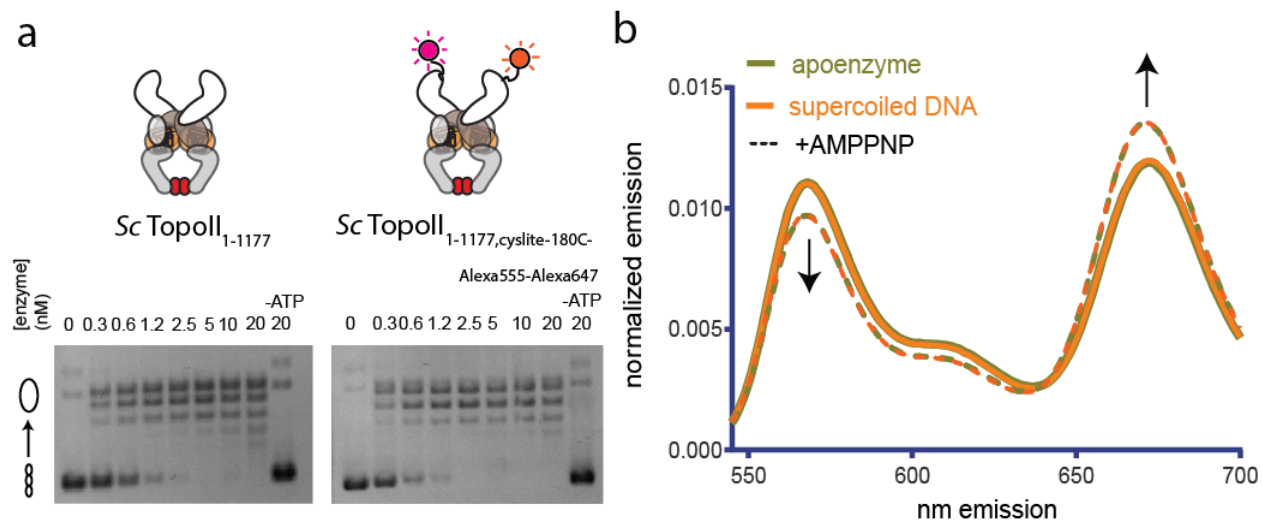 a
Sc TopoII1-1177
Sc TopoII1-1177,cyslite-180C-
Alexa555-Alexa647
[enzyme]
(nM)
-ATP
0 0.3 0.6 1.2 2.5 5 10 20 20
-ATP
0 0.3 0.6 1.2 2.5 5 10 20 20
b
apoenzyme
supercoiled DNA
+AMPPNP
normalized emission
0.015
0.010
0.005
0.000
550 600 650 700
nm emission